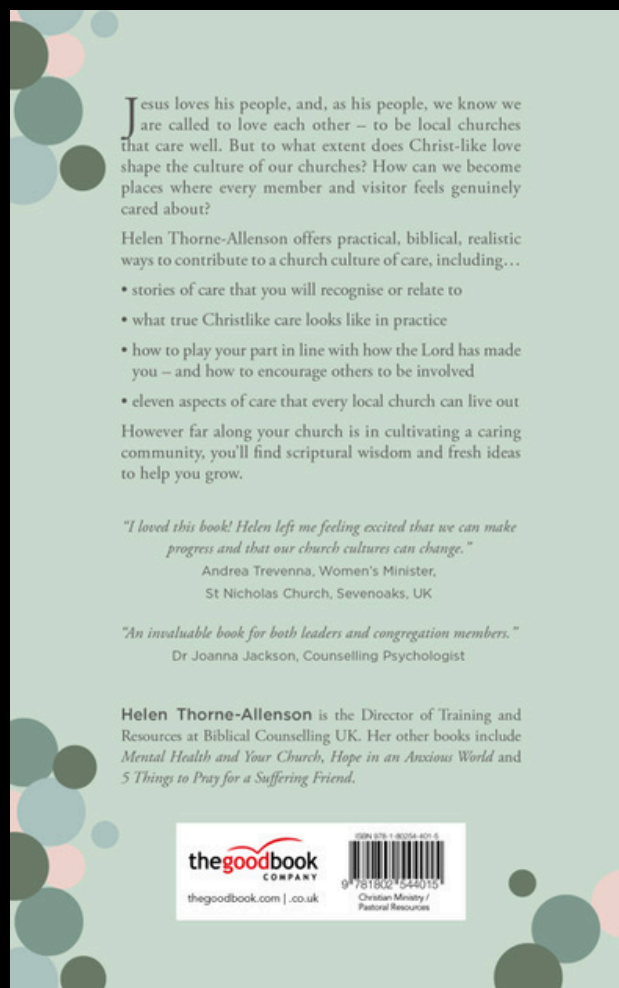 Jesus loves his people, and, as his people, we know we
are called to love each other – to be local churches
that care well. But to what extent does Christ-like love
shape the culture of our churches? How can we become
places where every member and visitor feels genuinely
cared about?
Helen Thorne-Allenson offers practical, biblical, realistic
ways to contribute to a church culture of care, including…
• stories of care that you will recognise or relate to
• what true Christlike care looks like in practice
• how to play your part in line with how the Lord has made
you – and how to encourage others to be involved
• eleven aspects of care that every local church can live out
However far along your church is in cultivating a caring
community, you'll find scriptural wisdom and fresh ideas
to help you grow.
“I loved this book! Helen left me feeling excited that we can make
progress and that our church cultures can change.”
Andrea Trevenna, Women's Minister,
St Nicholas Church, Sevenoaks, UK
“An invaluable book for both leaders and congregation members.”
Dr Joanna Jackson, Counselling Psychologist
Helen Thorne-Allenson is the Director of Training and
Resources at Biblical Counselling UK. Her other books include
Mental Health and Your Church, Hope in an Anxious World and
5 Things to Pray for a Suffering Friend.
thegoodbook
COMPANY
thegoodbook.com | .co.uk
ISBN 978-1-80254-401-5
9 781802 544015
Christian Ministry /
Pastoral Resources